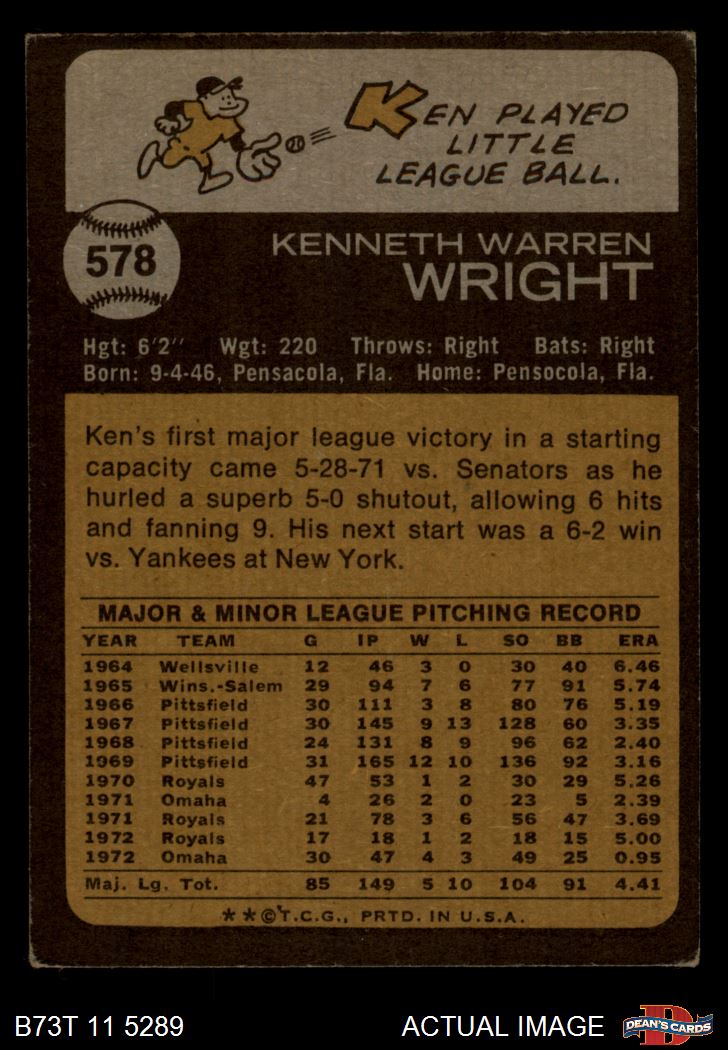 KEN PLAYED
LITTLE
LEAGUE BALL.
578
KENNETH WARREN
WRIGHT
Hgt: 6'2" Wgt: 220 Throws: Right Bats: Right
Born: 9-4-46, Pensacola, Fla. Home: Pensocola, Fla.
Ken's first major league victory in a starting
capacity came 5-28-71 vs. Senators as he
hurled a superb 5-0 shutout, allowing 6 hits
and fanning 9. His next start was a 6-2 win
vs. Yankees at New York.
MAJOR & MINOR LEAGUE PITCHING RECORD
YEAR TEAM G IP W L SO BB ERA
1964 Wellsville 12 46 3 0 30 40 6.46
1965 Wins.-Salem 29 94 7 6 77 91 5.74
1966 Pittsfield 30 111 3 8 80 76 5.19
1967 Pittsfield 30 145 9 13 128 60 3.35
1968 Pittsfield 24 131 8 9 96 62 2.40
1969 Pittsfield 31 165 12 10 136 92 3.16
1970 Royals 47 53 1 2 30 29 5.26
1971 Omaha 4 26 2 0 23 5 2.39
1971 Royals 21 78 3 6 56 47 3.69
1972 Royals 17 18 1 2 18 15 5.00
1972 Omaha 30 47 4 3 49 25 0.95
Maj. Lg. Tot. 85 149 5 10 104 91 4.41
**©T.C.G., PRTD. IN U.S.A.
B73T 11 5289 ACTUAL IMAGE D DEAN'S CARDS